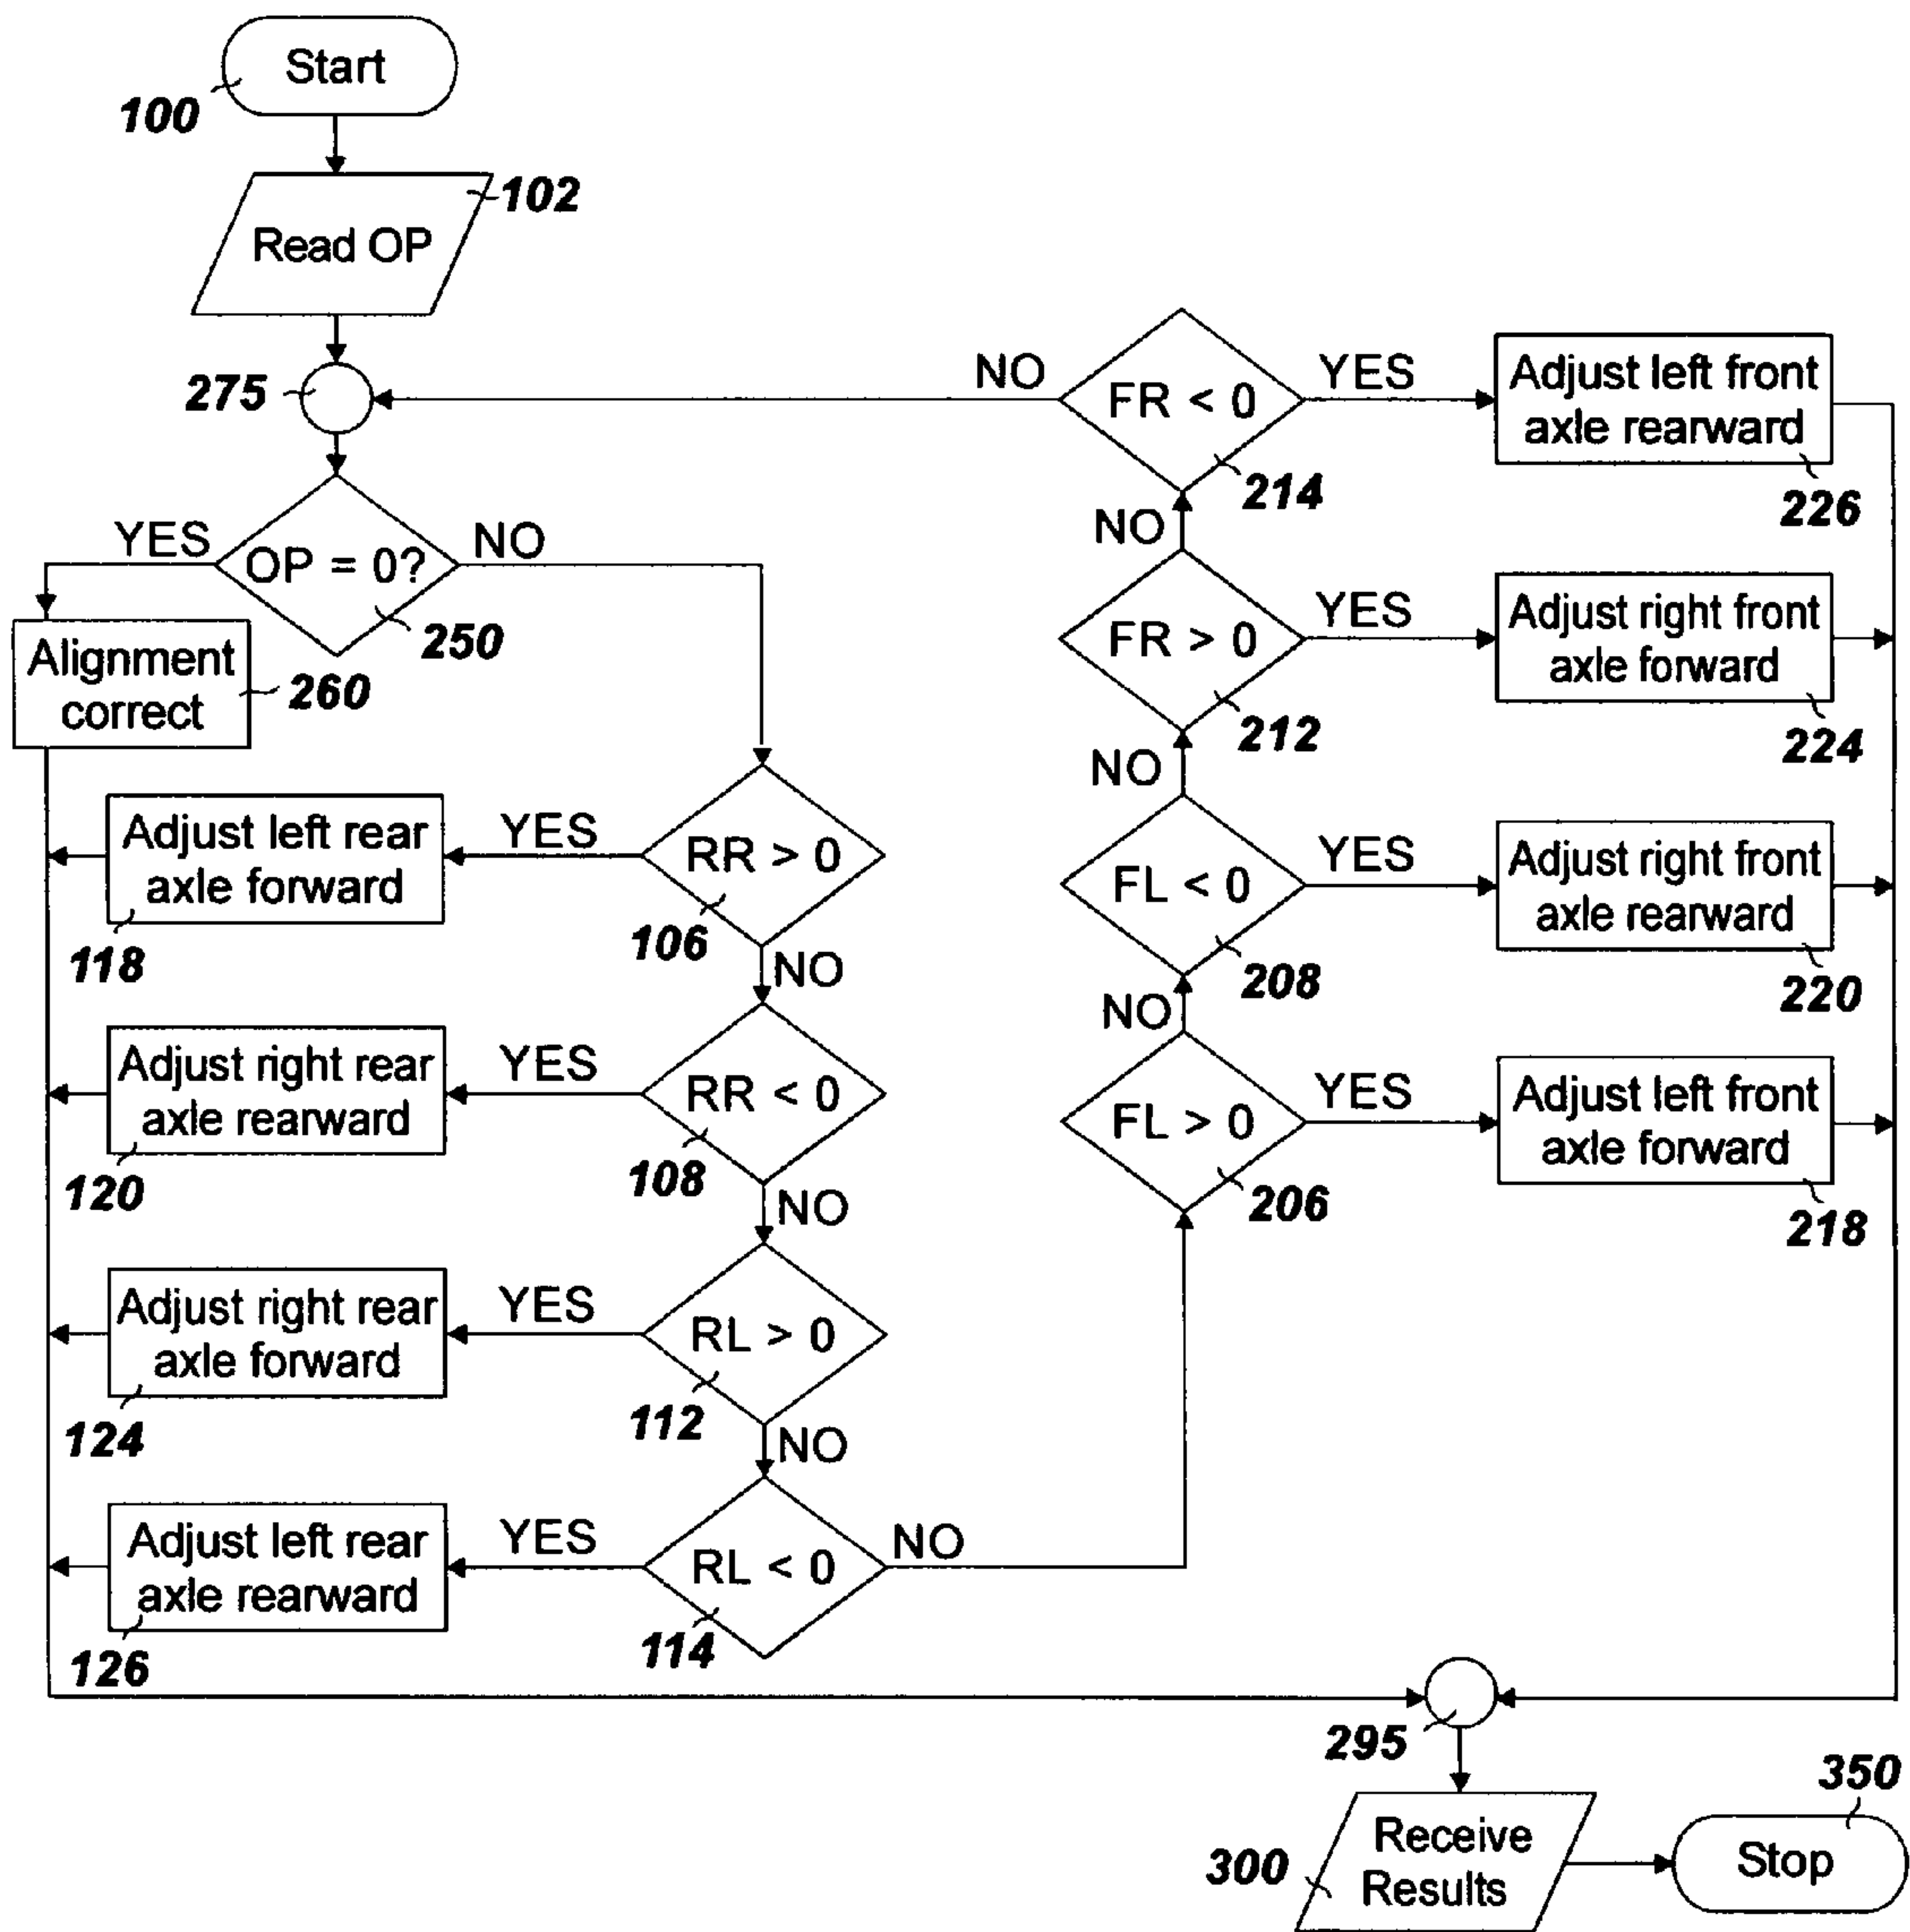 Start
100
102
Read OP
275
NO
FR < 0
YES
Adjust left front
axle rearward
214
226
NO
YES
OP = 0?
NO
250
Alignment
correct
260
FR > 0
YES
Adjust right front
axle forward
212
224
NO
Adjust left rear
axle forward
YES
RR > 0
118
106
NO
FL < 0
YES
Adjust right front
axle rearward
208
220
NO
Adjust right rear
axle rearward
YES
RR < 0
120
108
NO
FL > 0
YES
Adjust left front
axle forward
206
218
Adjust right rear
axle forward
YES
RL > 0
124
112
NO
Adjust left rear
axle rearward
YES
RL < 0
NO
126
114
295
350
300
Receive
Results
Stop